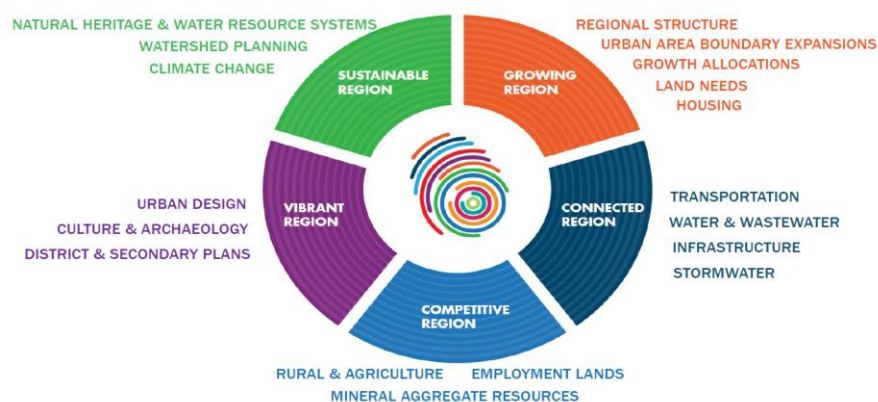 NATURAL HERITAGE & WATER RESOURCE SYSTEMS
WATERSHED PLANNING
CLIMATE CHANGE
SUSTAINABLE
REGION
GROWING
REGION
REGIONAL STRUCTURE
URBAN AREA BOUNDARY EXPANSIONS
GROWTH ALLOCATIONS
LAND NEEDS
HOUSING
URBAN DESIGN
CULTURE & ARCHAEOLOGY
DISTRICT & SECONDARY PLANS
VIBRANT
REGION
CONNECTED
REGION
TRANSPORTATION
WATER & WASTEWATER
INFRASTRUCTURE
STORMWATER
COMPETITIVE
REGION
RURAL & AGRICULTURE EMPLOYMENT LANDS
MINERAL AGGREGATE RESOURCES